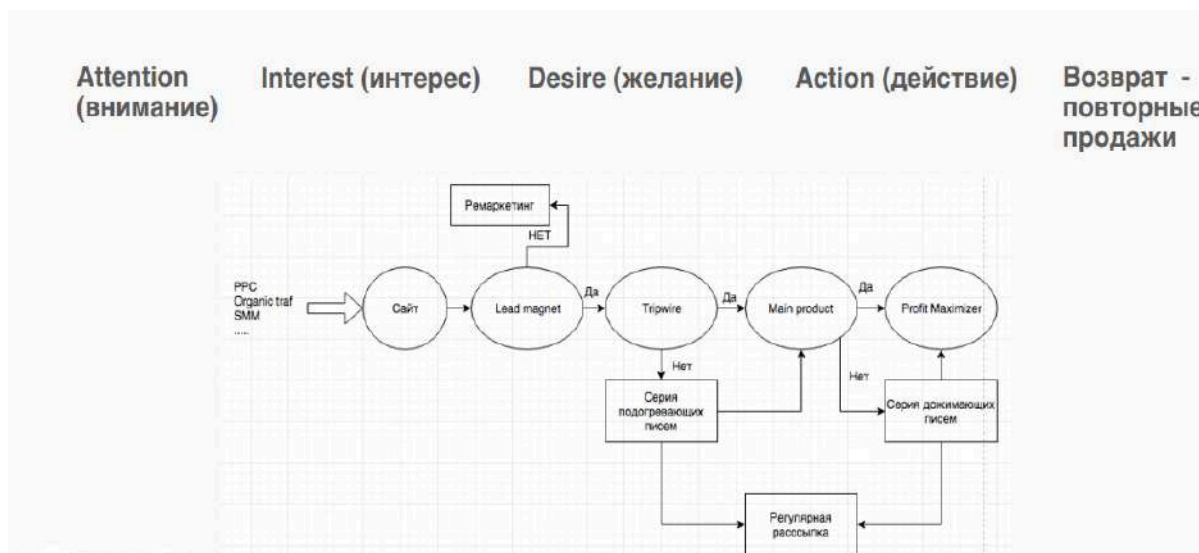 Attention
(внимание)
Interest (интерес)
Desire (желание)
Action (действие)
Возврат -
повторные
продажи
Ремаркетинг
НЕТ
PPC
Organic traf
SMM
.....
Сайт
Lead magnet
Да
Tripwire
Да
Main product
Да
Profit Maximizer
Нет
Нет
Серия
подогревающих
писем
Серия дожимающих
писем
Регулярная
расссылка